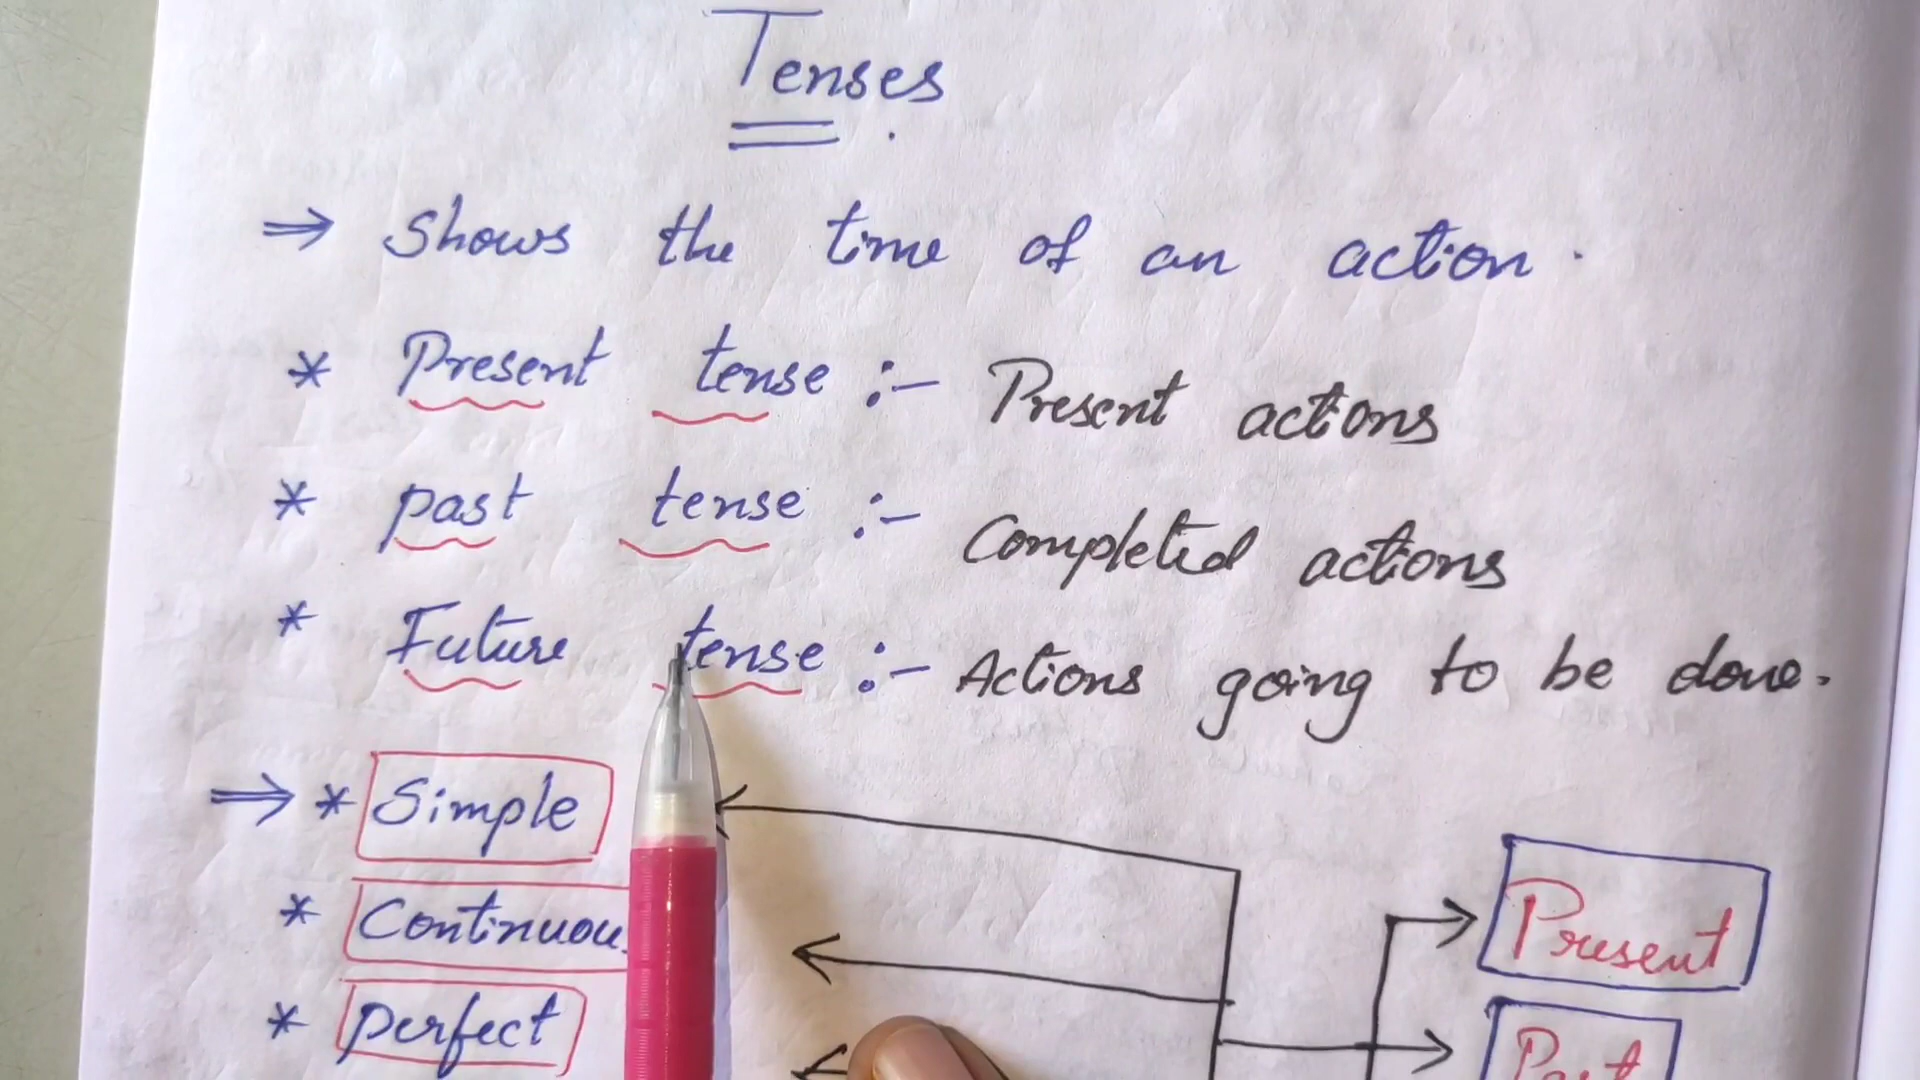 Tenses
⇒ Shows the time of an action.
* Present tense :- Present actions
* past tense :- Completed actions
* Future tense :- Actions going to be done.
⇒ * Simple
Present
* Continuou
* perfect
Past